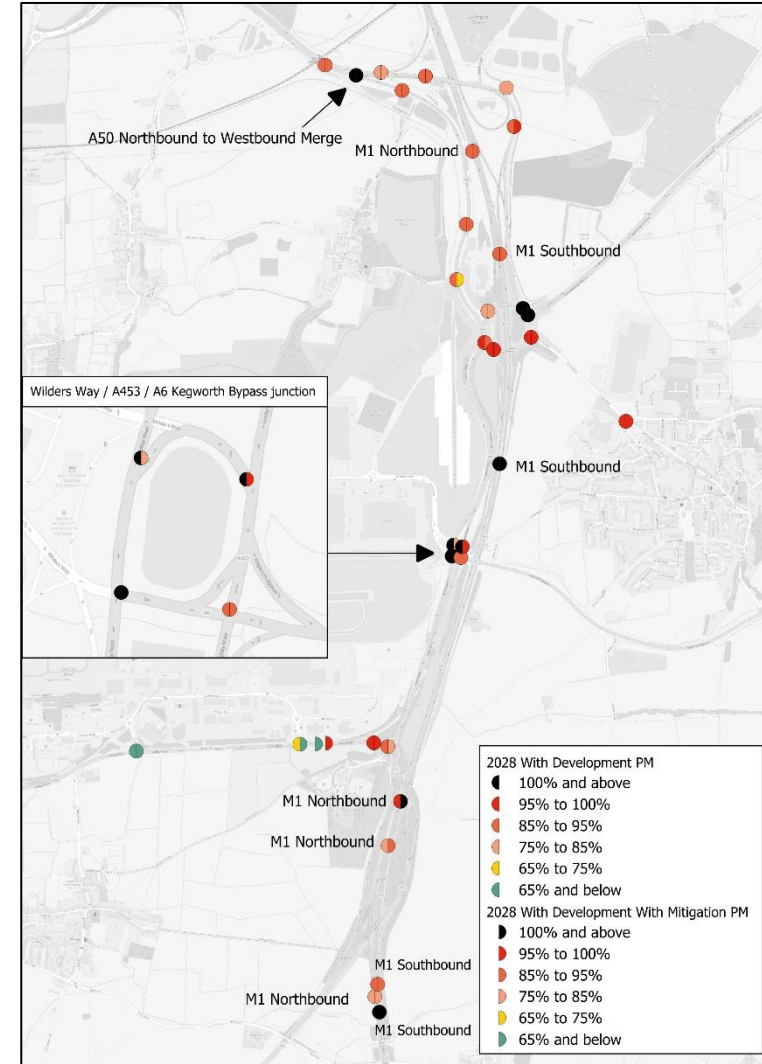 A50 Northbound to Westbound Merge
M1 Northbound
M1 Southbound
Wilders Way / A453 / A6 Kegworth Bypass junction
M1 Southbound
M1 Northbound
M1 Northbound
M1 Southbound
M1 Northbound
M1 Southbound
2028 With Development PM
100% and above
95% to 100%
85% to 95%
75% to 85%
65% to 75%
65% and below
2028 With Development With Mitigation PM
100% and above
95% to 100%
85% to 95%
75% to 85%
65% to 75%
65% and below